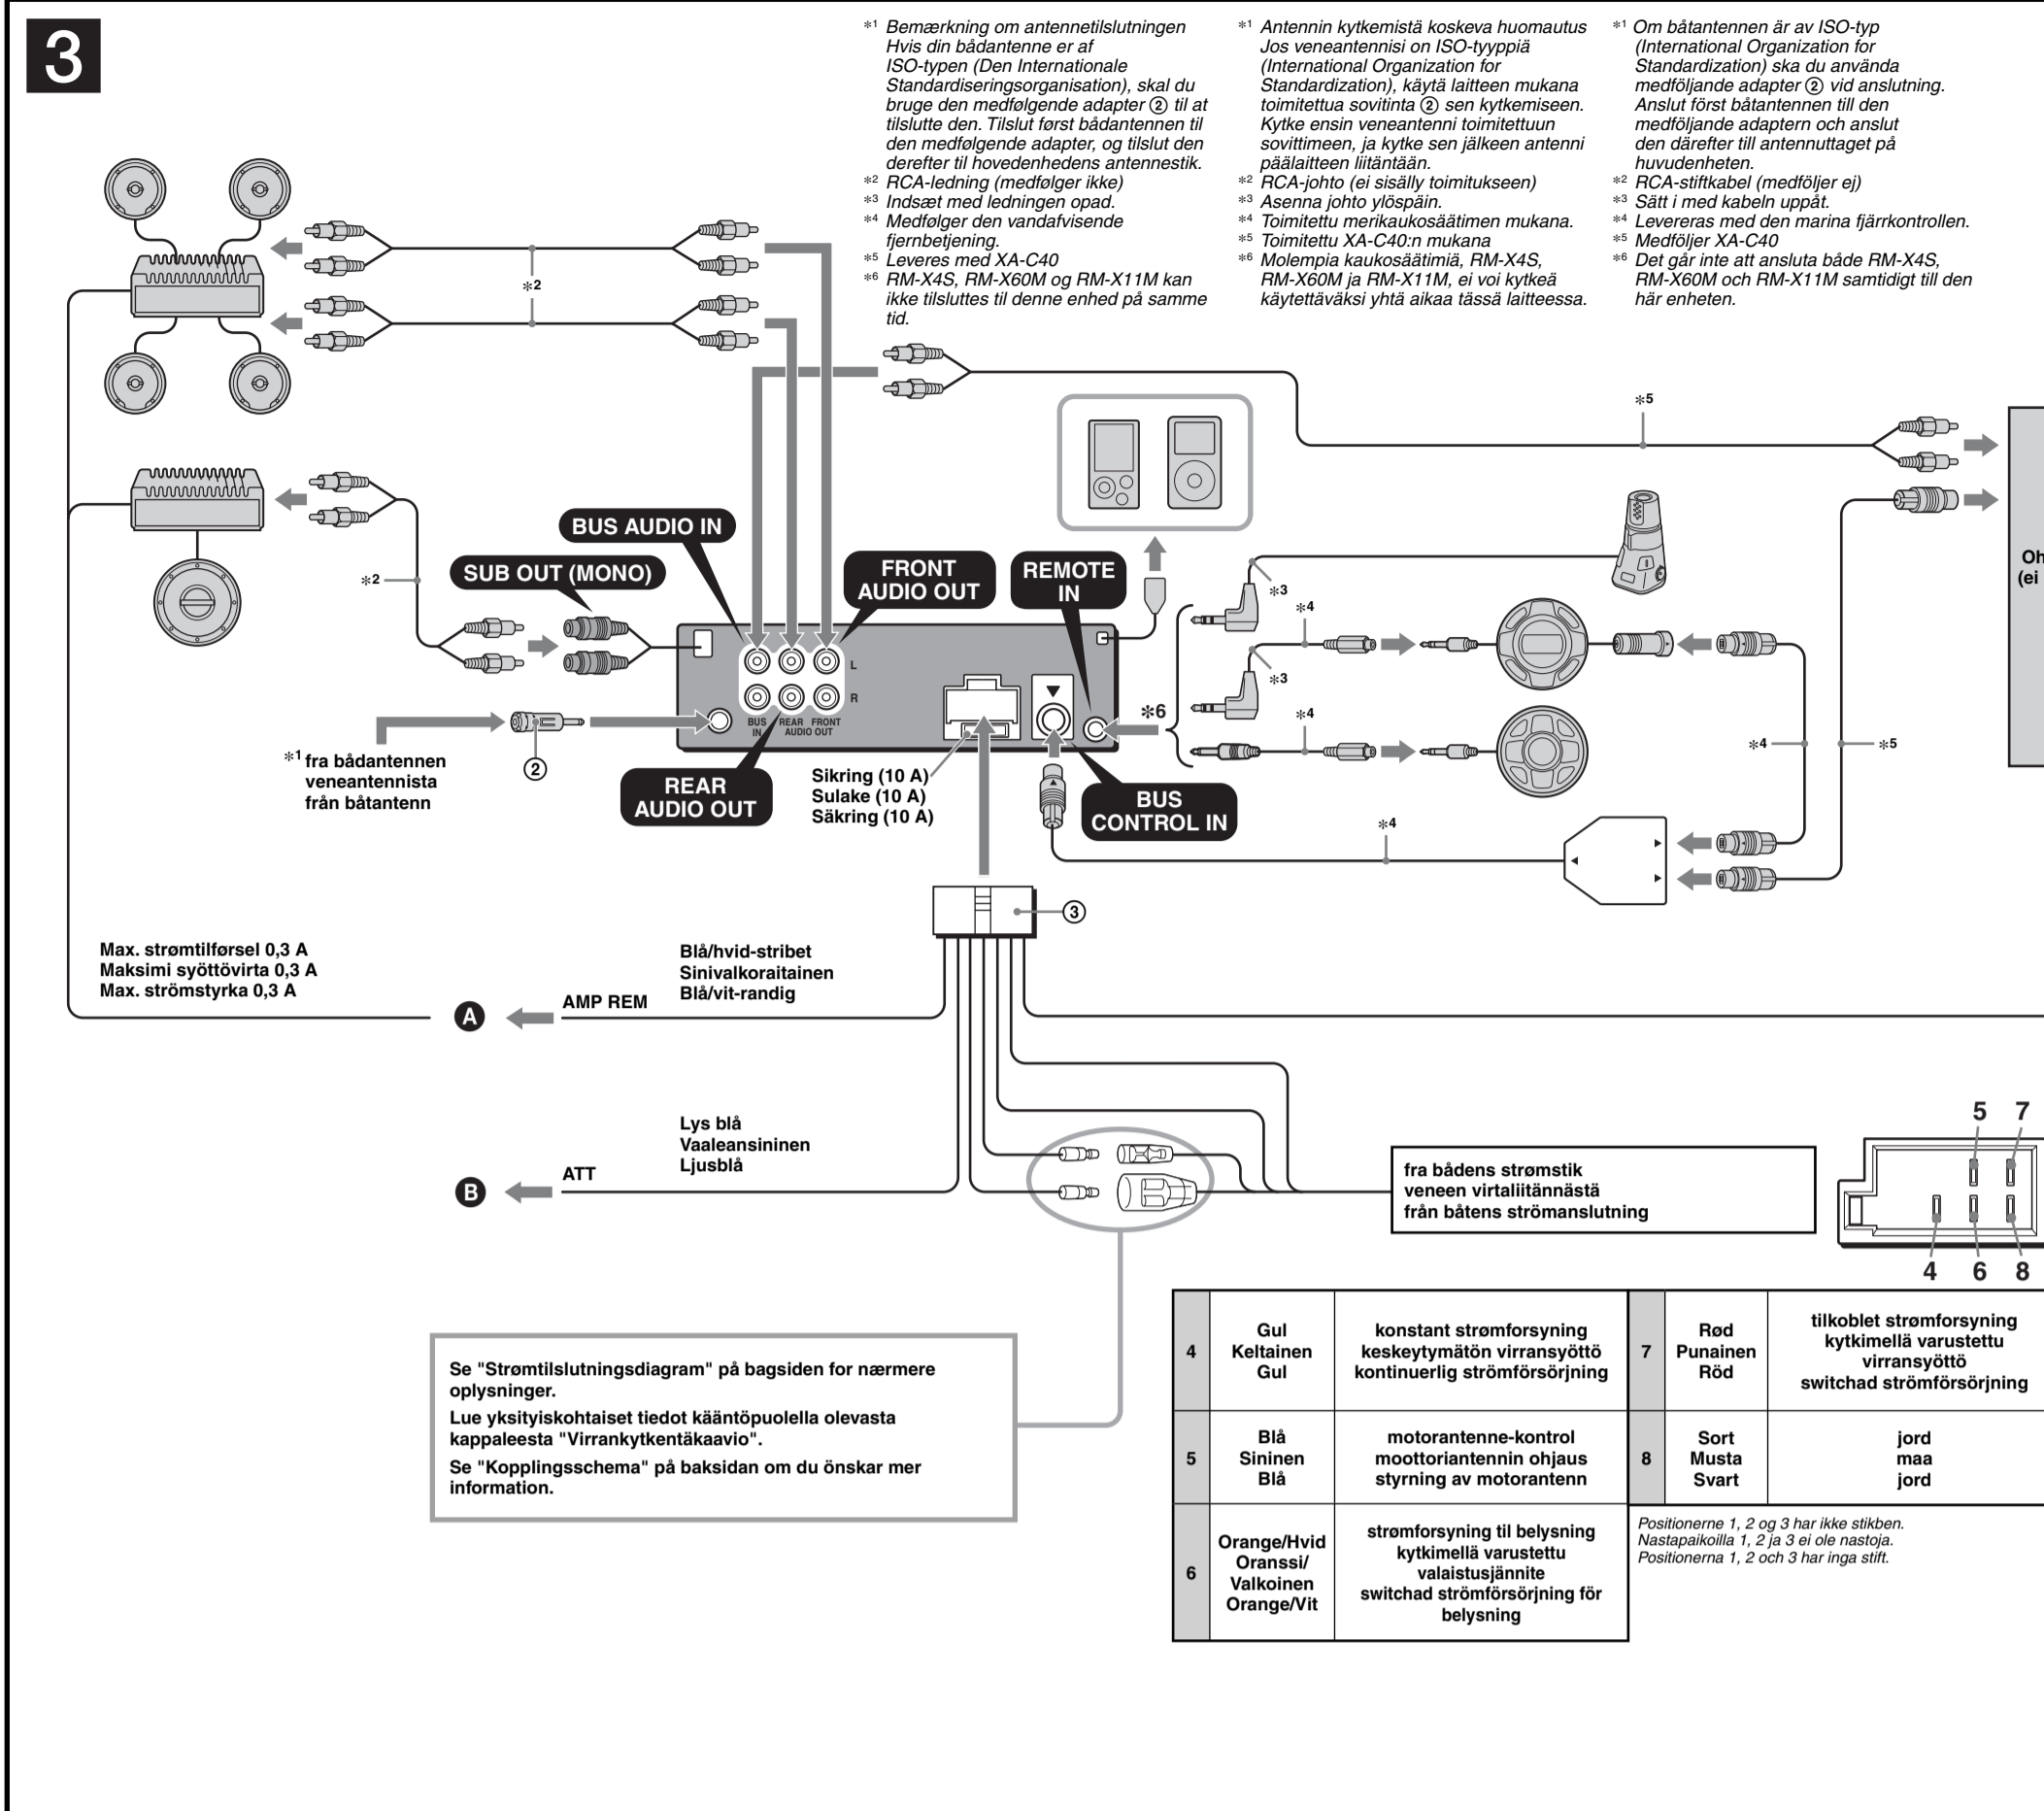 3
*1 Bemærkning om antennetilslutningen
Hvis din bådantenne er af
ISO-typen (Den Internationale
Standardiseringsorganisation), skal du
bruge den medfølgende adapter ② til at
tilslutte den. Tilslut først bådantennen til
den medfølgende adapter, og tilslut den
derefter til hovedenhedens antennestik.
*2 RCA-ledning (medfølger ikke)
*3 Indsæt med ledningen opad.
*4 Medfølger den vandafvisende
fjernbetjening.
*5 Leveres med XA-C40
*6 RM-X4S, RM-X60M og RM-X11M kan
ikke tilsluttes til denne enhed på samme
tid.
*1 Antennin kytkemistä koskeva huomautus
Jos veneantennisi on ISO-tyyppiä
(International Organization for
Standardization), käytä laitteen mukana
toimitettua sovitinta ② sen kytkemiseen.
Kytke ensin veneantenni toimitettuun
sovittimeen, ja kytke sen jälkeen antenni
päälaitteen liitäntään.
*2 RCA-johto (ei sisälly toimitukseen)
*3 Asenna johto ylöspäin.
*4 Toimitettu merikaukosäätimen mukana.
*5 Toimitettu XA-C40:n mukana
*6 Molempia kaukosäätimiä, RM-X4S,
RM-X60M ja RM-X11M, ei voi kytkeä
käytettäväksi yhtä aikaa tässä laitteessa.
*1 Om båtantennen är av ISO-typ
(International Organization for
Standardization) ska du använda
medföljande adapter ② vid anslutning.
Anslut först båtantennen till den
medföljande adaptern och anslut
den därefter till antennuttaget på
huvudenheten.
*2 RCA-stiftkabel (medföljer ej)
*3 Sätt i med kabeln uppåt.
*4 Levereras med den marina fjärrkontrollen.
*5 Medföljer XA-C40
*6 Det går inte att ansluta både RM-X4S,
RM-X60M och RM-X11M samtidigt till den
här enheten.
*2
*5
BUS AUDIO IN
SUB OUT (MONO)
FRONT
AUDIO OUT
REMOTE
IN
Oh
(ei
*2
*3
*4
*3
*4
*6
*4
*5
L
R
BUS
IN
REAR FRONT
AUDIO OUT
*1 fra bådantennen
veneantennista
från båtantenn
②
REAR
AUDIO OUT
Sikring (10 A)
Sulake (10 A)
Säkring (10 A)
BUS
CONTROL IN
*4
③
Max. strømtilførsel 0,3 A
Maksimi syöttövirta 0,3 A
Max. strömstyrka 0,3 A
Blå/hvid-stribet
Sinivalkoraitainen
Blå/vit-randig
A
AMP REM
Lys blå
Vaaleansininen
Ljusblå
B
ATT
fra bådens strømstik
veneen virtaliitännästä
från båtens strömanslutning
5 7
4 6 8
Se "Strømtilslutningsdiagram" på bagsiden for nærmere
oplysninger.
Lue yksityiskohtaiset tiedot kääntöpuolella olevasta
kappaleesta "Virrankytkentäkaavio".
Se "Kopplingsschema" på baksidan om du önskar mer
information.
4
Gul
Keltainen
Gul
konstant strømforsyning
keskeytymätön virransyöttö
kontinuerlig strömförsörjning
7
Rød
Punainen
Röd
tilkoblet strømforsyning
kytkimellä varustettu
virransyöttö
switchad strömförsörjning
5
Blå
Sininen
Blå
motorantenne-kontrol
moottoriantennin ohjaus
styrning av motorantenn
8
Sort
Musta
Svart
jord
maa
jord
6
Orange/Hvid
Oranssi/
Valkoinen
Orange/Vit
strømforsyning til belysning
kytkimellä varustettu
valaistusjännite
switchad strömförsörjning för
belysning
Positionerne 1, 2 og 3 har ikke stikben.
Nastapaikoilla 1, 2 ja 3 ei ole nastoja.
Positionerna 1, 2 och 3 har inga stift.